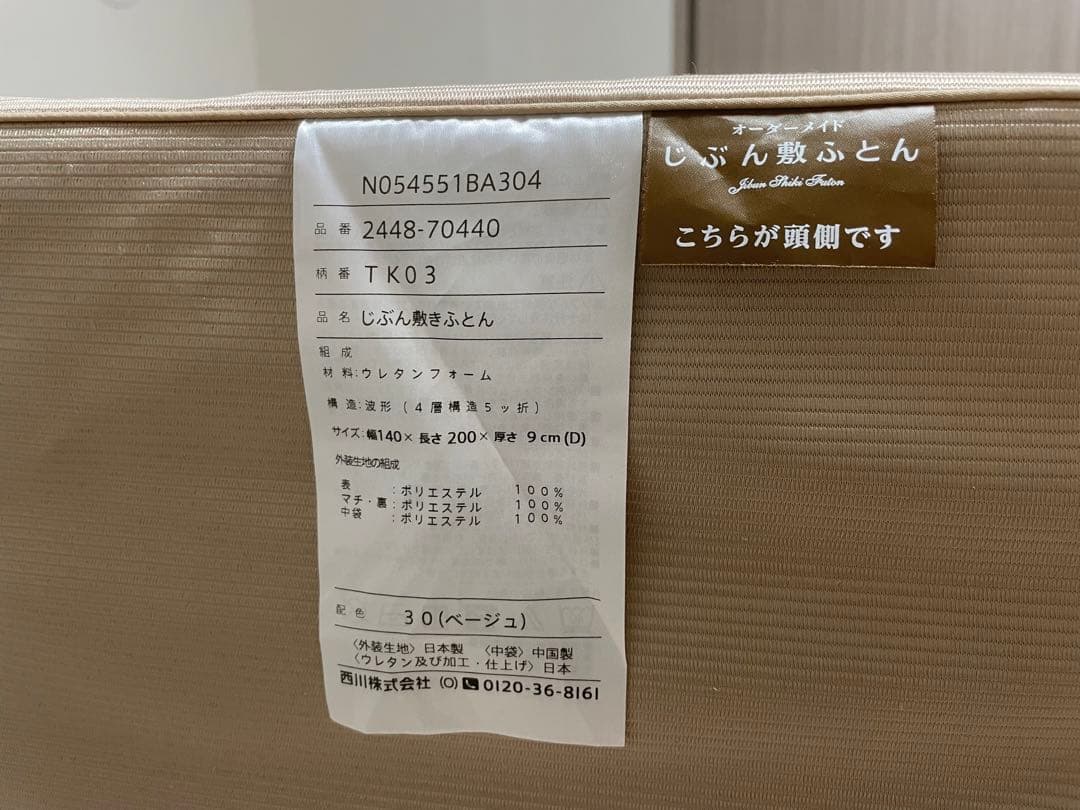 N054551BA304
品番 2448-70440
柄番 TK03
品名 じぶん敷きふとん
組成
材料:ウレタンフォーム
構造:波形(4層構造5ッ折)
サイズ:幅140×長さ200×厚さ 9cm(D)
外装生地の組成
表 :ポリエステル 100%
マチ・裏:ポリエステル 100%
中袋 :ポリエステル 100%
配色 30(ベージュ)
〈外装生地〉日本製 〈中袋〉中国製
〈ウレタン及び加工・仕上げ〉日本
西川株式会社 (O) 0120-36-8161
オーダーメイド
じぶん敷ふとん
Jibun Shiki Futon
こちらが頭側です